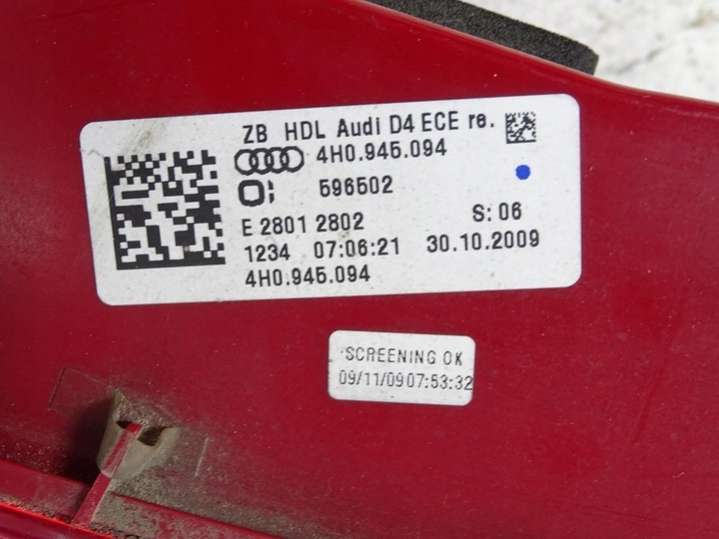 ZB HDL Audi D4 ECE re.
4H0.945.094
596502
E 2801 2802 S: 06
1234 07:06:21 30.10.2009
4H0.945.094
SCREENING OK
09/11/09 07:53:32